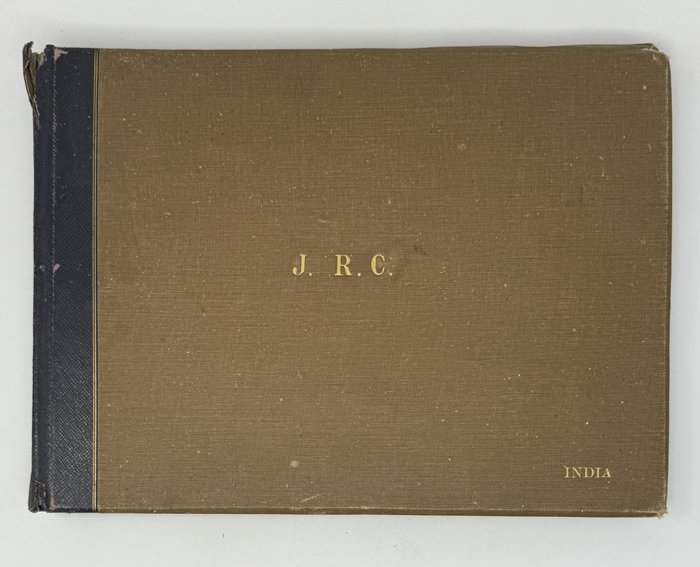 J. R. C.
INDIA